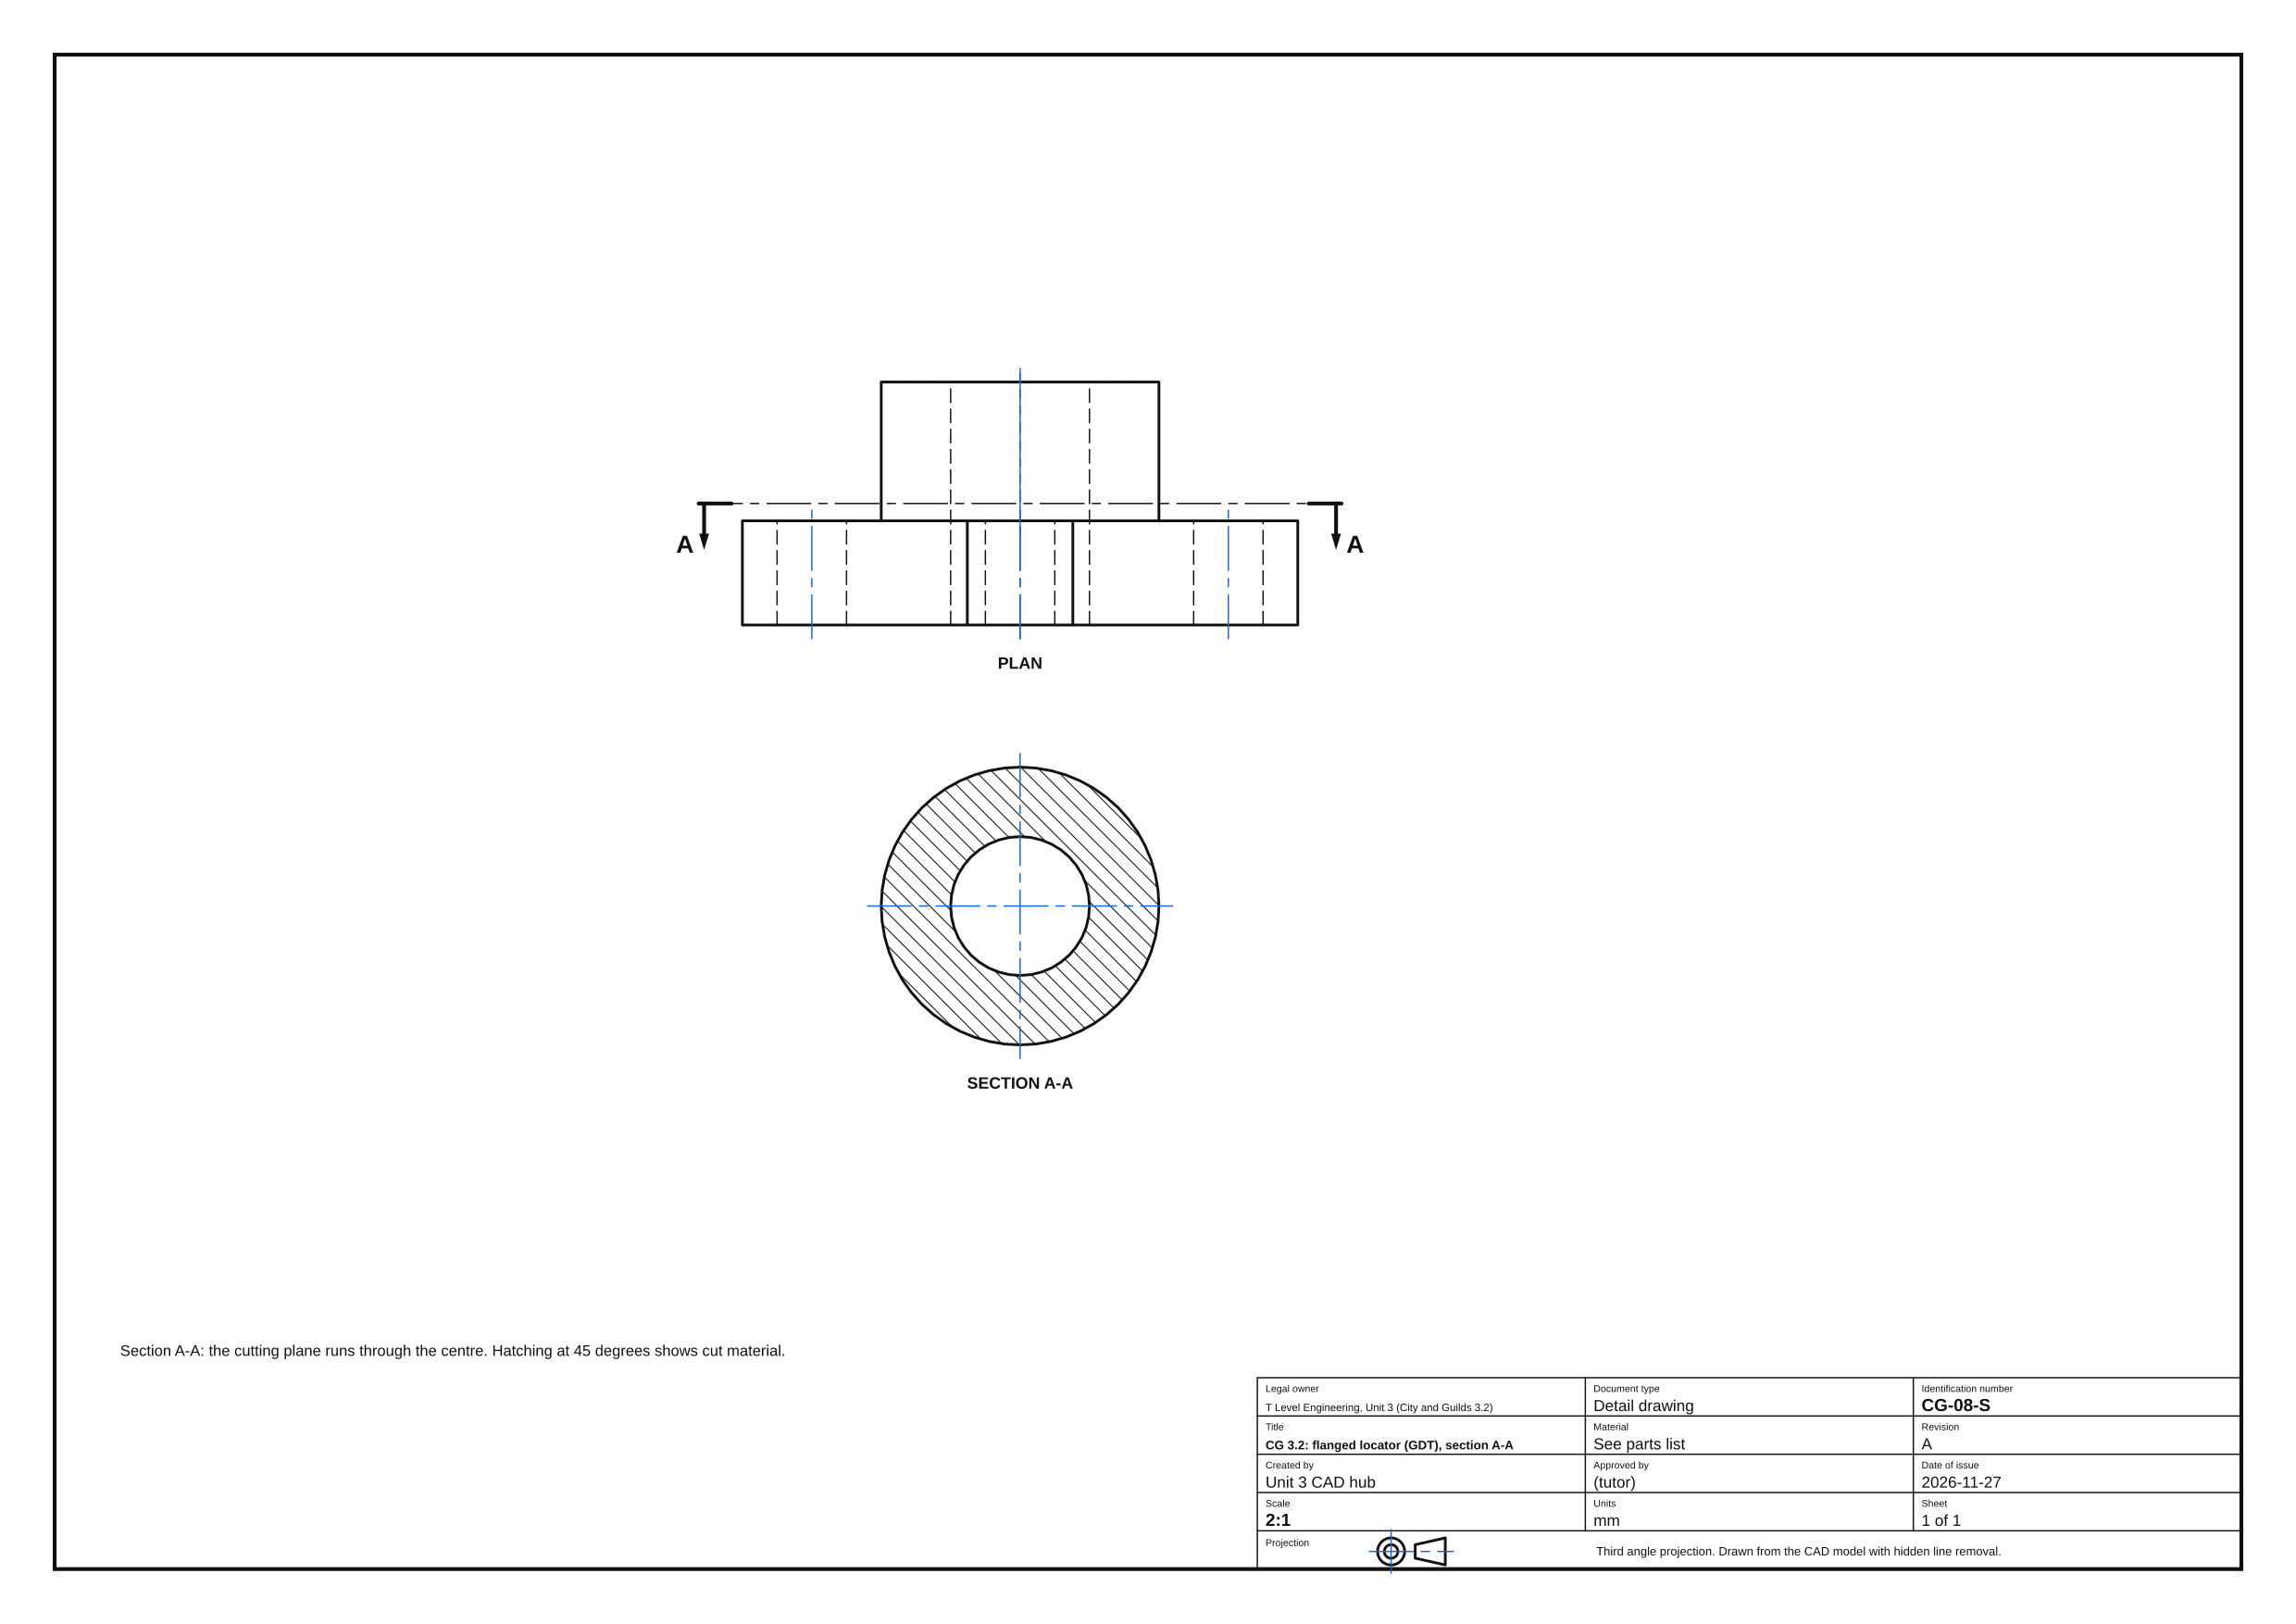 A A
PLAN
SECTION A-A
Section A-A: the cutting plane runs through the centre. Hatching at 45 degrees shows cut material.
Legal owner Document type Identification number
T Level Engineering, Unit 3 (City and Guilds 3.2) Detail drawing CG-08-S
Title Material Revision
CG 3.2: flanged locator (GDT), section A-A See parts list A
Created by Approved by Date of issue
Unit 3 CAD hub (tutor) 2026-11-27
Scale Units Sheet
2:1 mm 1 of 1
Projection
Third angle projection. Drawn from the CAD model with hidden line removal.